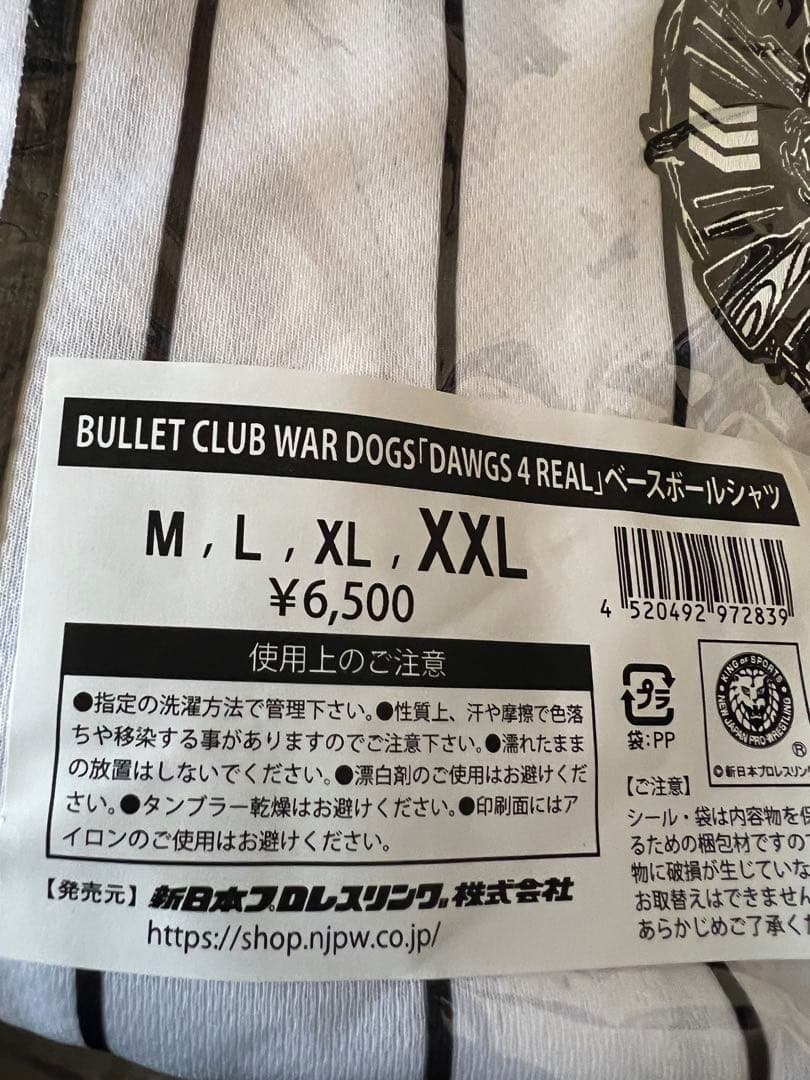 BULLET CLUB WAR DOGS「DAWGS 4 REAL」ベースボールシャツ
M , L , XL , XXL
¥6,500
4 520492 972839
使用上のご注意
●指定の洗濯方法で管理下さい。●性質上、汗や摩擦で色落
ちや移染する事がありますのでご注意下さい。●濡れたまま
の放置はしないでください。●漂白剤のご使用はお避けくだ
さい。●タンブラー乾燥はお避けください。●印刷面にはア
イロンのご使用はお避けください。
プラ
袋:PP
KING OF SPORTS
NEW JAPAN PRO-WRESTLING
®
©新日本プロレスリング
【ご注意】
シール・袋は内容物を保
るための梱包材ですので
物に破損が生じていな
お取替えはできません
あらかじめご了承くだ
【発売元】新日本プロレスリング株式会社
https://shop.njpw.co.jp/